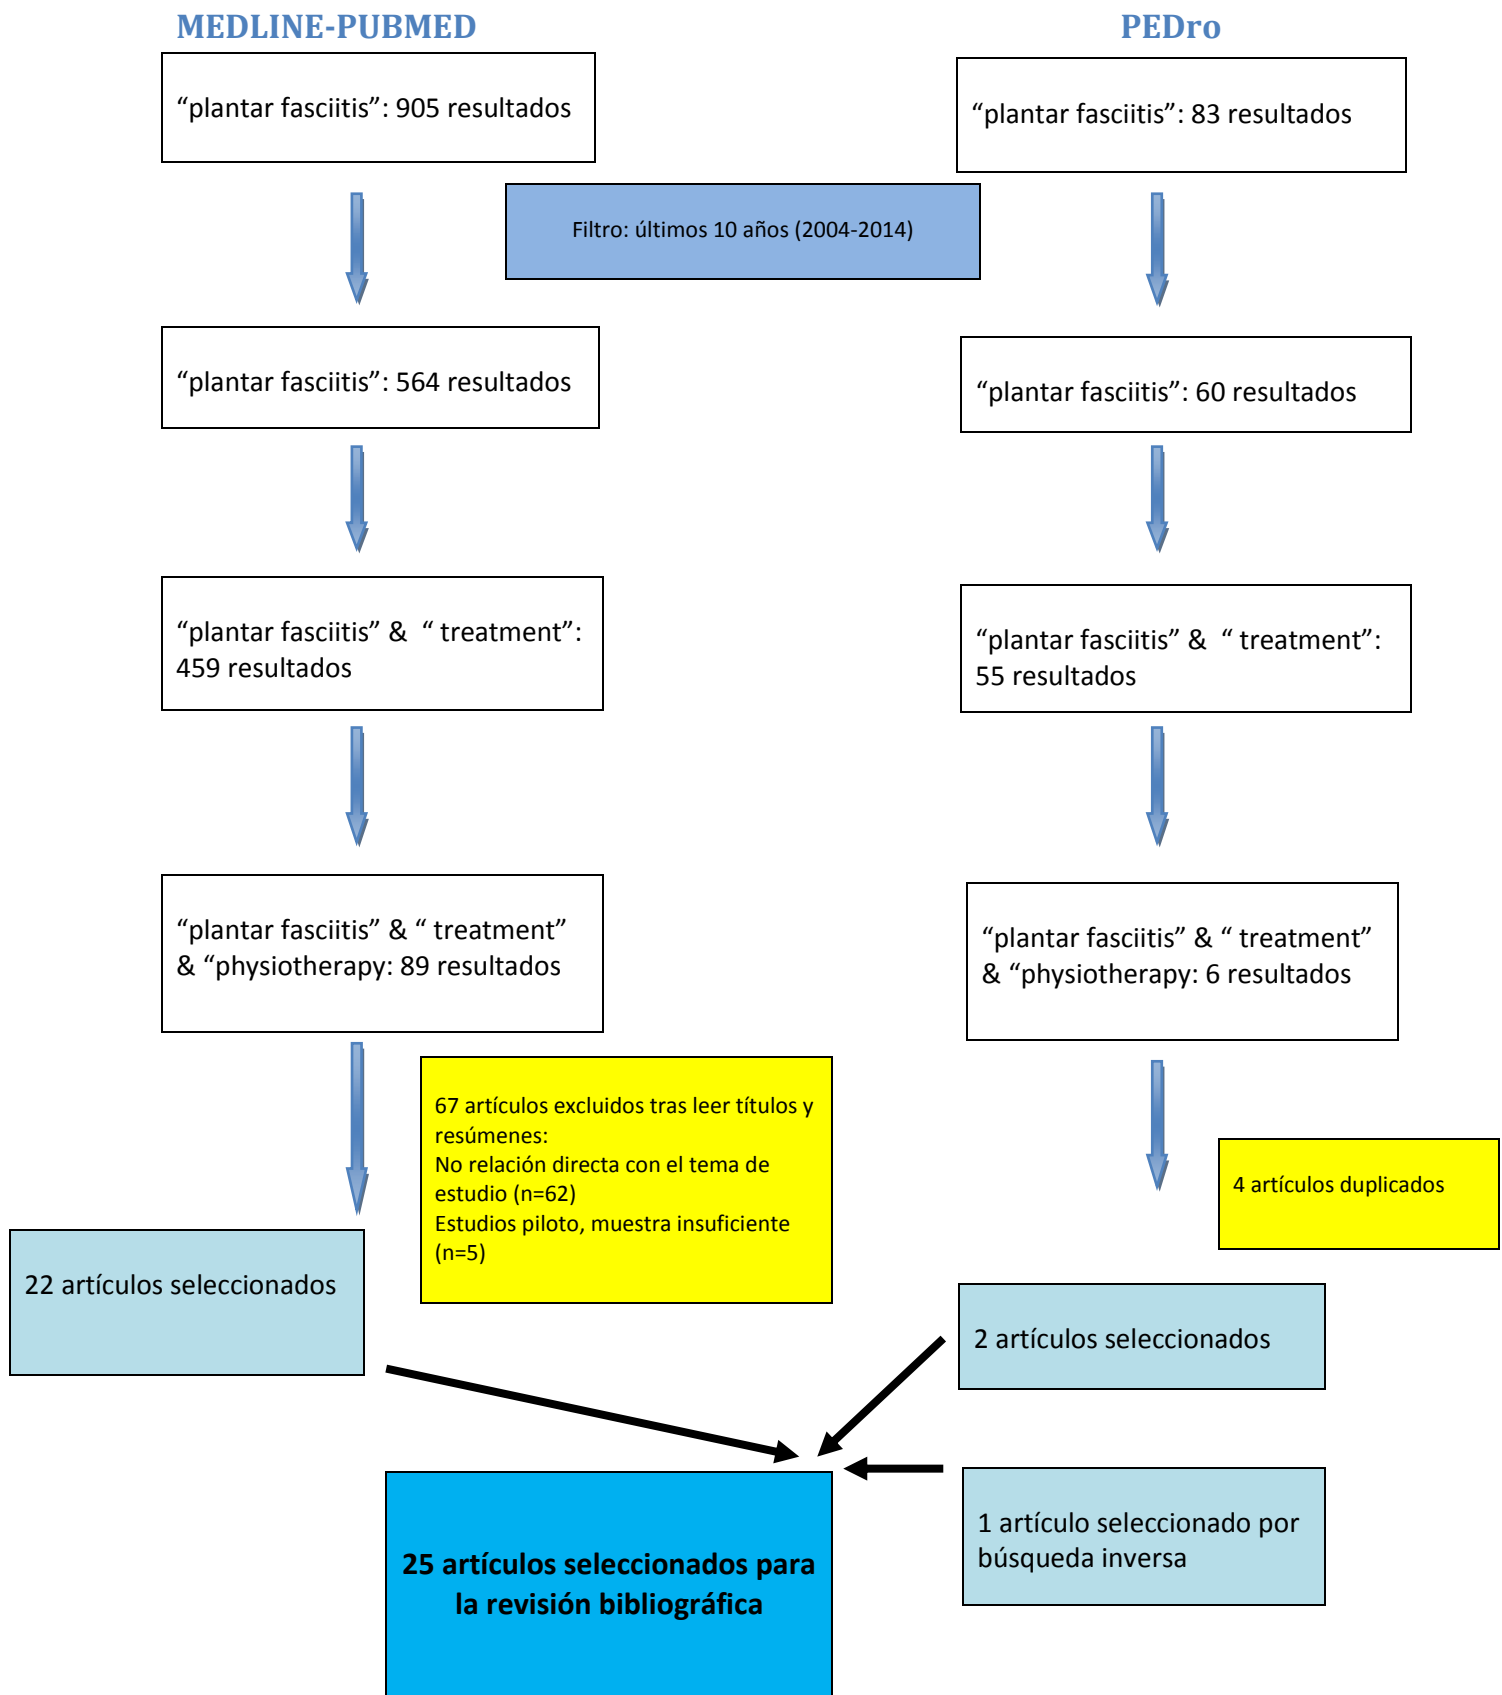 MEDLINE-PUBMED
PEDro
“plantar fasciitis”: 905 resultados
“plantar fasciitis”: 83 resultados
Filtro: últimos 10 años (2004-2014)
“plantar fasciitis”: 564 resultados
“plantar fasciitis”: 60 resultados
“plantar fasciitis” & “ treatment”:
459 resultados
“plantar fasciitis” & “ treatment”:
55 resultados
“plantar fasciitis” & “ treatment”
& “physiotherapy: 89 resultados
“plantar fasciitis” & “ treatment”
& “physiotherapy: 6 resultados
67 artículos excluidos tras leer títulos y
resúmenes:
No relación directa con el tema de
estudio (n=62)
Estudios piloto, muestra insuficiente
(n=5)
4 artículos duplicados
22 artículos seleccionados
2 artículos seleccionados
1 artículo seleccionado por
búsqueda inversa
25 artículos seleccionados para
la revisión bibliográfica